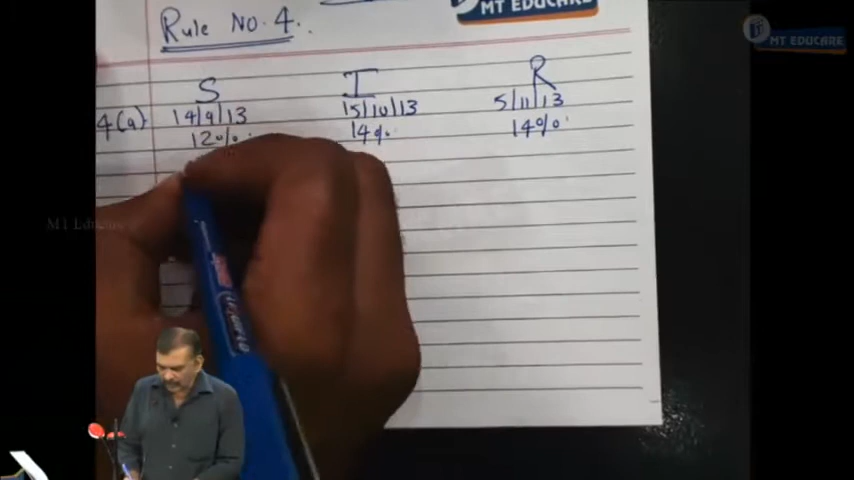 Rule No. 4.
MT EDUCARE
MT EDUCARE
S I R
4(a) 14/9/13 15/10/13 5/11/13
12% 14% 14%
MT Educare